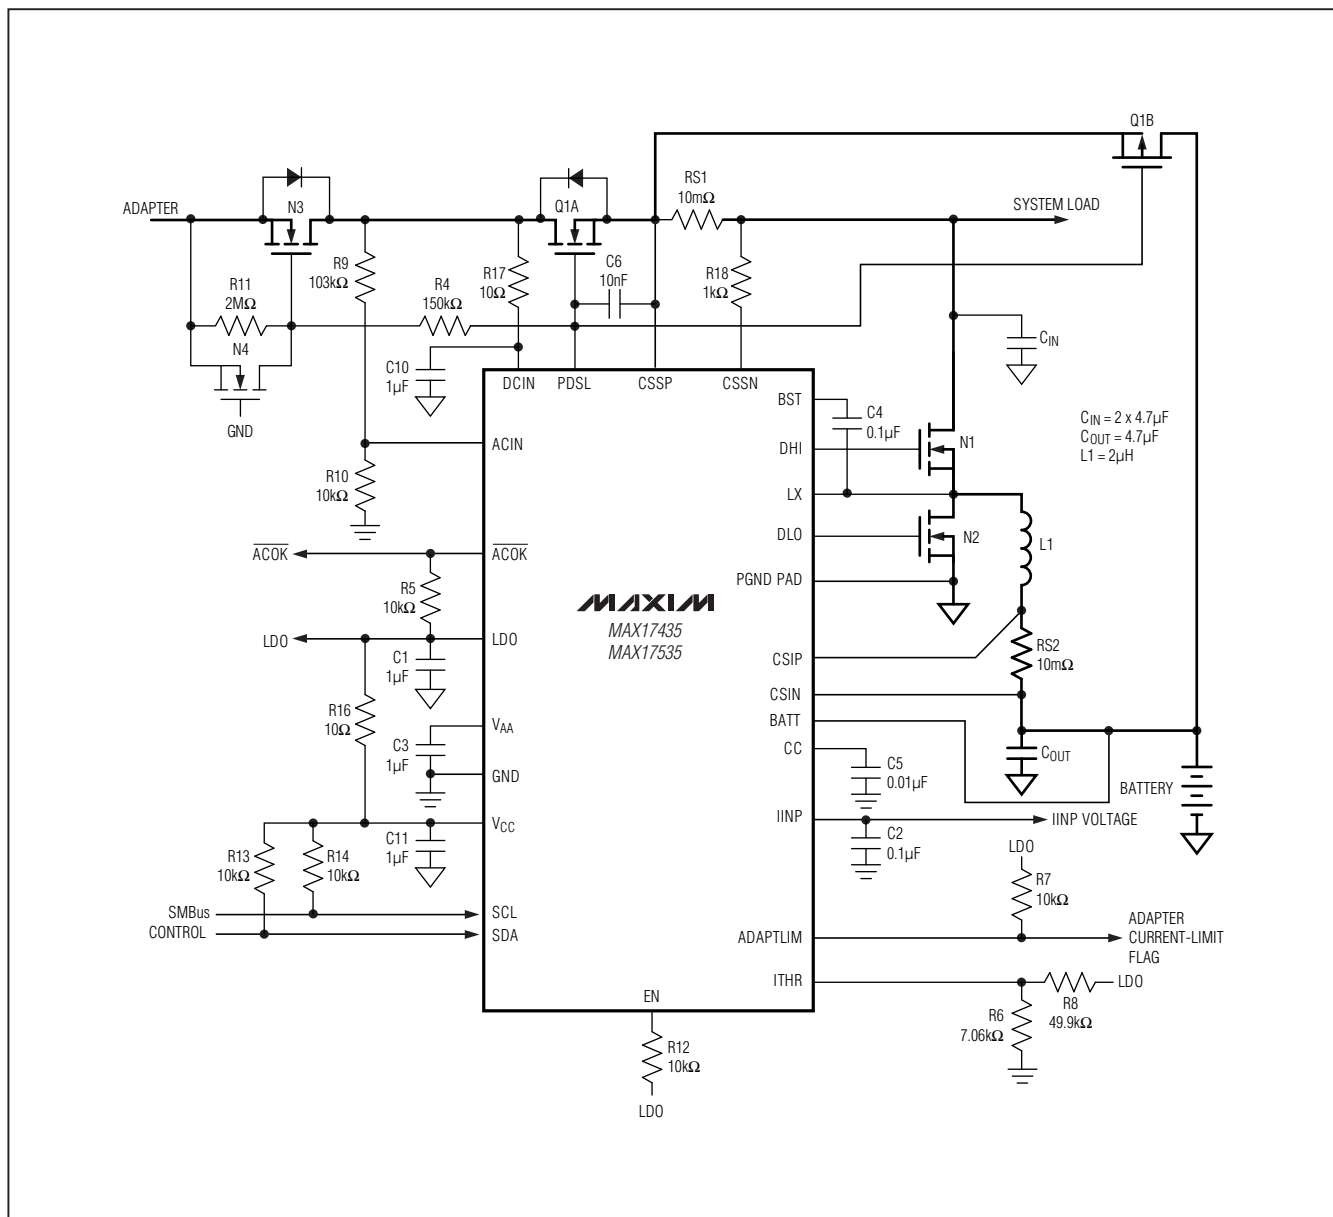 Q1B
RS1
10mΩ
ADAPTER
N3
Q1A
SYSTEM LOAD
R9
103kΩ
R11
2MΩ
R4
150kΩ
R17
10Ω
C6
10nF
R18
1kΩ
N4
C10
1µF
CIN
GND
DCIN
PDSL
CSSP
CSSN
BST
C4
0.1µF
CIN = 2 x 4.7µF
COUT = 4.7µF
L1 = 2µH
ACIN
DHI
N1
R10
10kΩ
LX
DLO
N2
L1
ACOK
ACOK
R5
10kΩ
PGND PAD
MAXIM
MAX17435
MAX17535
LDO
LDO
C1
1µF
CSIP
RS2
10mΩ
CSIN
R16
10Ω
VAA
BATT
C3
1µF
CC
COUT
GND
C5
0.01µF
BATTERY
IINP
IINP VOLTAGE
VCC
C11
1µF
C2
0.1µF
R13
10kΩ
R14
10kΩ
LDO
R7
10kΩ
SMBus
CONTROL
SCL
SDA
ADAPTLIM
ADAPTER
CURRENT-LIMIT
FLAG
ITHR
LDO
R8
49.9kΩ
R6
7.06kΩ
EN
R12
10kΩ
LDO